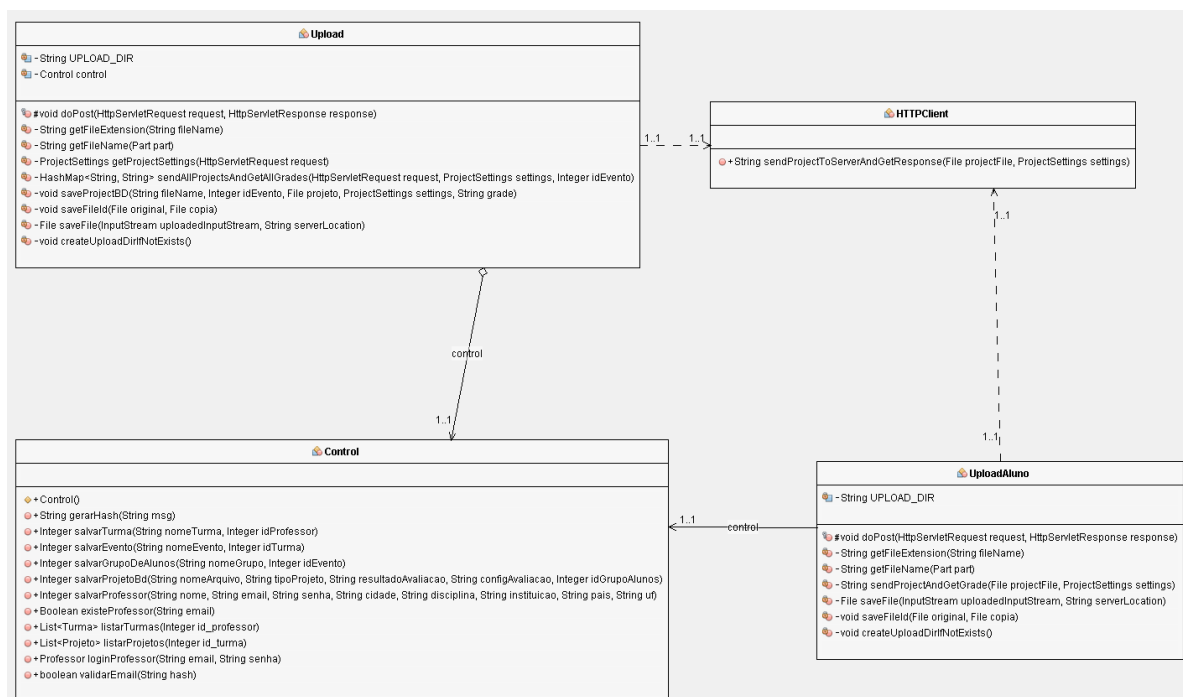 Upload
-String UPLOAD_DIR
-Control control
#void doPost(HttpServletRequest request, HttpServletResponse response)
-String getFileExtension(String fileName)
-String getFileName(Part part)
-ProjectSettings getProjectSettings(HttpServletRequest request)
-HashMap<String, String> sendAllProjectsAndGetAllGrades(HttpServletRequest request, ProjectSettings settings, Integer idEvento)
-void saveProjectBD(String fileName, Integer idEvento, File projeto, ProjectSettings settings, String grade)
-void saveFileId(File original, File copia)
-File saveFile(InputStream uploadedInputStream, String serverLocation)
-void createUploadDirIfNotExists()
1..1
1..1
HTTPClient
+String sendProjectToServerAndGetResponse(File projectFile, ProjectSettings settings)
1..1
control
1..1
1..1
Control
+Control()
+String gerarHash(String msg)
+Integer salvarTurma(String nomeTurma, Integer idProfessor)
+Integer salvarEvento(String nomeEvento, Integer idTurma)
+Integer salvarGrupoDeAlunos(String nomeGrupo, Integer idEvento)
+Integer salvarProjetoBd(String nomeArquivo, String tipoProjeto, String resultadoAvaliacao, String configAvaliacao, Integer idGrupoAlunos)
+Integer salvarProfessor(String nome, String email, String senha, String cidade, String disciplina, String instituicao, String pais, String uf)
+Boolean existeProfessor(String email)
+List<Turma> listarTurmas(Integer id_professor)
+List<Projeto> listarProjetos(Integer id_turma)
+Professor loginProfessor(String email, String senha)
+boolean validarEmail(String hash)
1..1
control
UploadAluno
-String UPLOAD_DIR
#void doPost(HttpServletRequest request, HttpServletResponse response)
-String getFileExtension(String fileName)
-String getFileName(Part part)
-String sendProjectAndGetGrade(File projectFile, ProjectSettings settings)
-File saveFile(InputStream uploadedInputStream, String serverLocation)
-void saveFileId(File original, File copia)
-void createUploadDirIfNotExists()